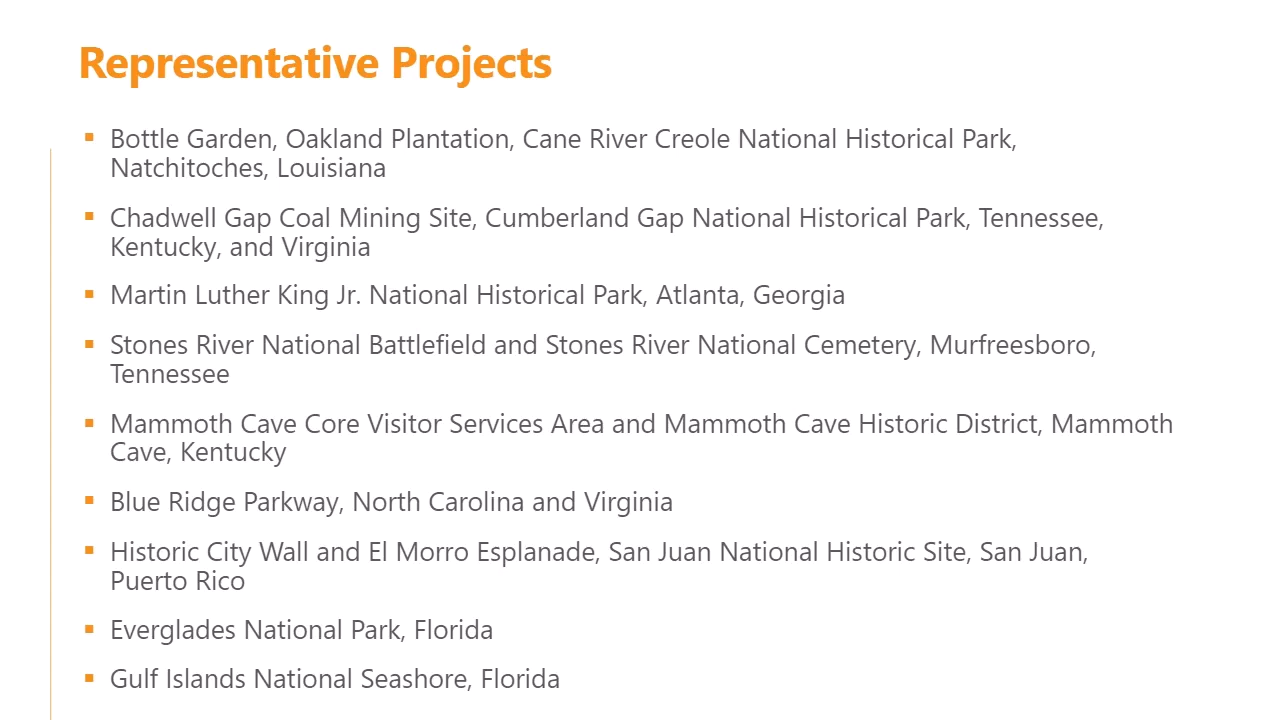 Representative Projects
Bottle Garden, Oakland Plantation, Cane River Creole National Historical Park,
Natchitoches, Louisiana
Chadwell Gap Coal Mining Site, Cumberland Gap National Historical Park, Tennessee,
Kentucky, and Virginia
Martin Luther King Jr. National Historical Park, Atlanta, Georgia
Stones River National Battlefield and Stones River National Cemetery, Murfreesboro,
Tennessee
Mammoth Cave Core Visitor Services Area and Mammoth Cave Historic District, Mammoth
Cave, Kentucky
Blue Ridge Parkway, North Carolina and Virginia
Historic City Wall and El Morro Esplanade, San Juan National Historic Site, San Juan,
Puerto Rico
Everglades National Park, Florida
Gulf Islands National Seashore, Florida